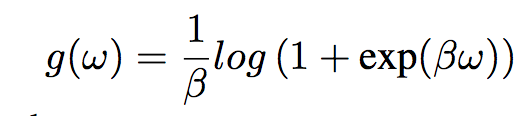 g(ω) = 1/β log (1 + exp(βω))